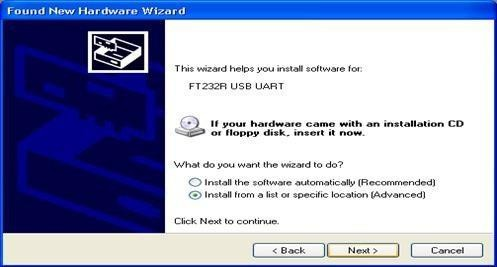 Found New Hardware Wizard
This wizard helps you install software for:
FT232R USB UART
If your hardware came with an installation CD
or floppy disk, insert it now.
What do you want the wizard to do?
Install the software automatically (Recommended)
Install from a list or specific location (Advanced)
Click Next to continue.
< Back Next > Cancel